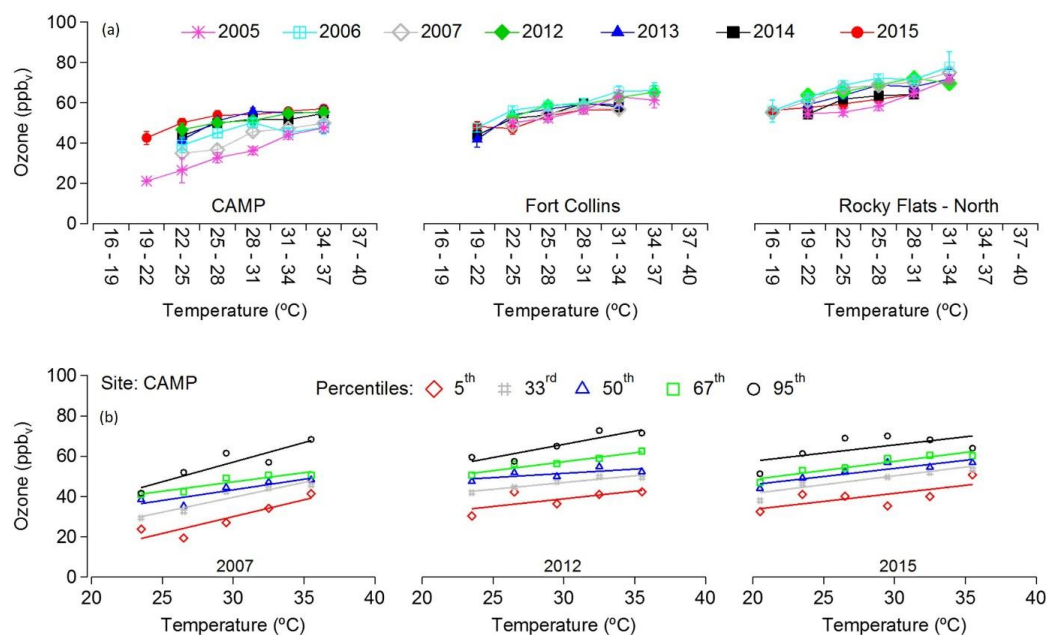 (a) 2005 2006 2007 2012 2013 2014 2015
Ozone (ppbv)
100
80
60
40
20
0
CAMP Fort Collins Rocky Flats - North
16 - 19 19 - 22 22 - 25 25 - 28 28 - 31 31 - 34 34 - 37 37 - 40 16 - 19 19 - 22 22 - 25 25 - 28 28 - 31 31 - 34 34 - 37 37 - 40 16 - 19 19 - 22 22 - 25 25 - 28 28 - 31 31 - 34 34 - 37 37 - 40
Temperature (ºC) Temperature (ºC) Temperature (ºC)
Site: CAMP
Percentiles: 5th 33rd 50th 67th 95th
(b)
Ozone (ppbv)
100
80
60
40
20
0
2007 2012 2015
20 25 30 35 40 20 25 30 35 40 20 25 30 35 40
Temperature (ºC) Temperature (ºC) Temperature (ºC)